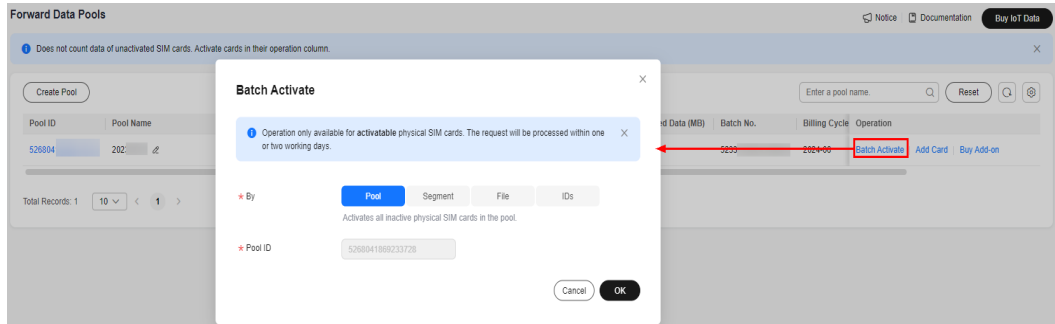 Forward Data Pools
Notice Documentation Buy IoT Data
Does not count data of unactivated SIM cards. Activate cards in their operation column.
Create Pool
Enter a pool name. Reset
Pool ID Pool Name
ed Data (MB) Batch No. Billing Cycle Operation
526804 202
5233 2024-06 Batch Activate Add Card Buy Add-on
Total Records: 1 10 1
Batch Activate
Operation only available for activatable physical SIM cards. The request will be processed within one
or two working days.
* By Pool Segment File IDs
Activates all inactive physical SIM cards in the pool.
* Pool ID 5268041869233728
Cancel OK